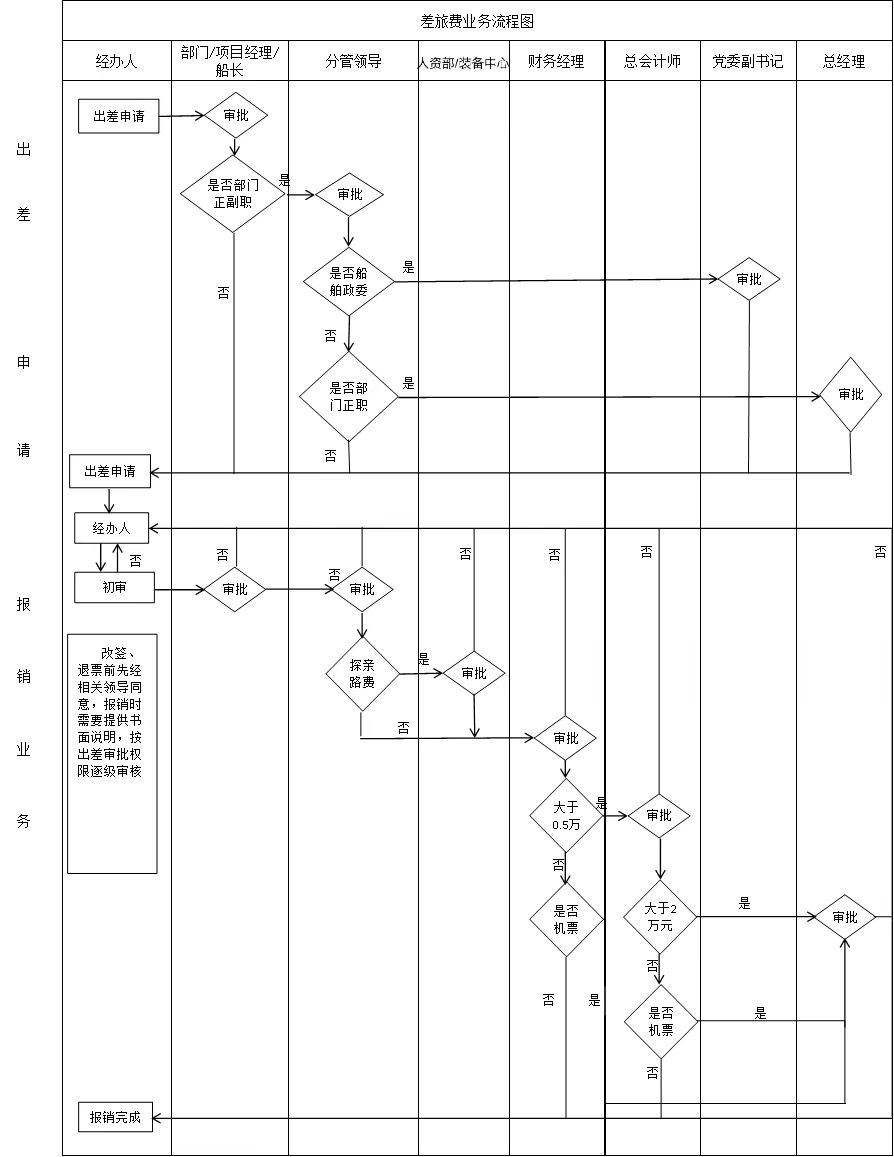 差旅费业务流程图
经办人
部门/项目经理/
船长
分管领导
人资部/装备中心
财务经理
总会计师
党委副书记
总经理
出
差
申
请
出差申请
审批
是否部门
正副职
是
审批
否
是否船
舶政委
是
审批
否
是否部
门正职
是
审批
否
出差申请
经办人
否
初审
报
销
业
务
否
审批
否
审批
否
否
否
否
探亲
路费
是
审批
否
审批
改签、
退票前先经
相关领导同
意，报销时
需要提供书
面说明，按
出差审批权
限逐级审核
大于
0.5万
是
审批
否
是否
机票
大于2
万元
是
审批
否
否
是
是否
机票
是
否
报销完成